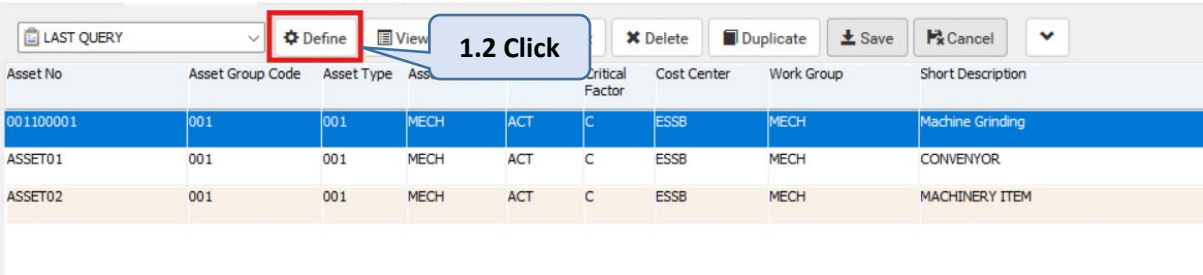 LAST QUERY Define View 1.2 Click Delete Duplicate Save Cancel
Asset No Asset Group Code Asset Type Critical Factor Cost Center Work Group Short Description
001100001 001 001 MECH ACT C ESSB MECH Machine Grinding
ASSET01 001 001 MECH ACT C ESSB MECH CONVENYOR
ASSET02 001 001 MECH ACT C ESSB MECH MACHINERY ITEM